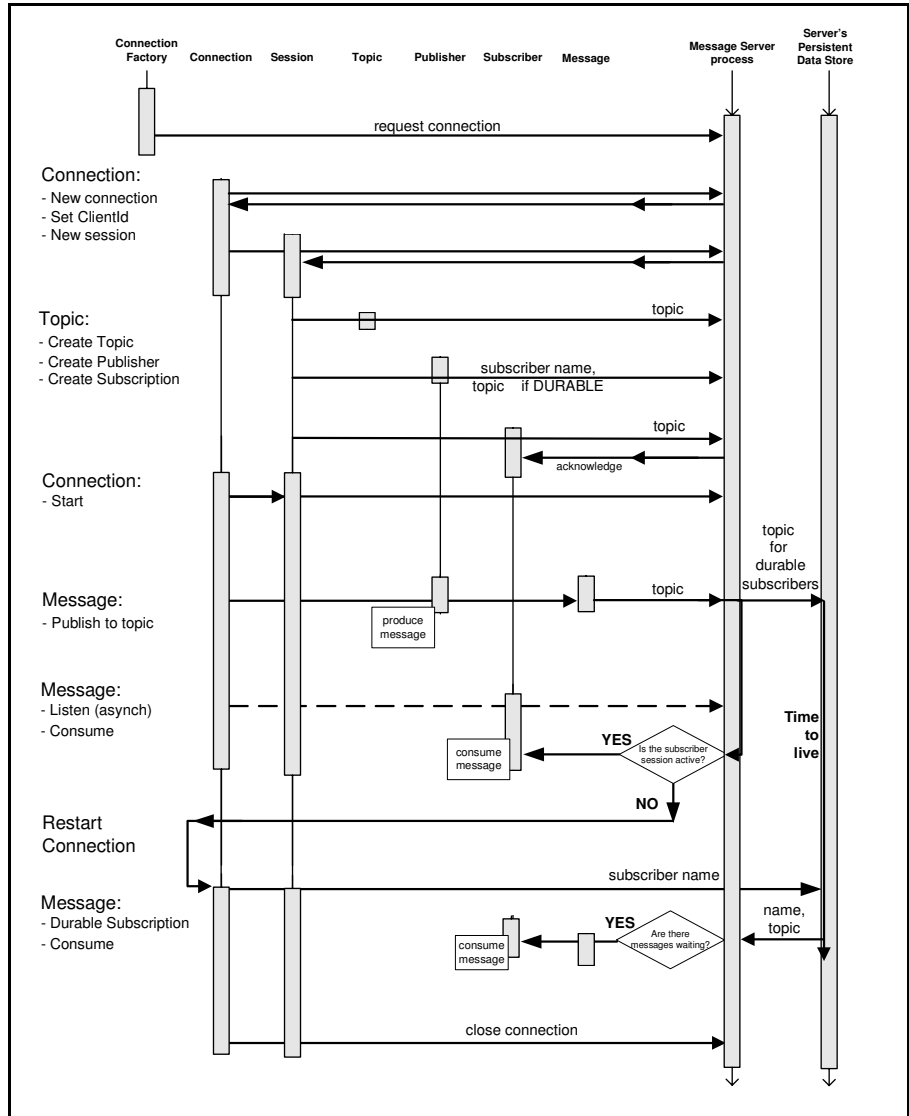 Connection
Factory
Connection
Session
Topic
Publisher
Subscriber
Message
Message Server
process
Server's
Persistent
Data Store
request connection
Connection:
- New connection
- Set ClientId
- New session
Topic:
- Create Topic
- Create Publisher
- Create Subscription
topic
subscriber name,
topic if DURABLE
topic
acknowledge
Connection:
- Start
topic
for
durable
subscribers
Message:
- Publish to topic
produce
message
topic
Message:
- Listen (asynch)
- Consume
Time
to
live
consume
message
YES
Is the subscriber
session active?
NO
Restart
Connection
subscriber name
Message:
- Durable Subscription
- Consume
name,
topic
consume
message
YES
Are there
messages waiting?
close connection